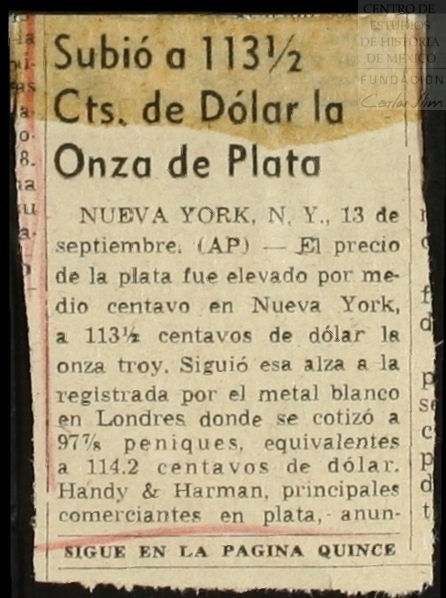 CENTRO DE
ESTUDIOS
DE HISTORIA
DE MEXICO
FUNDACIÓN
Carlos Slim
Subió a 113½
Cts. de Dólar la
Onza de Plata
NUEVA YORK, N. Y., 13 de
septiembre. (AP) — El precio
de la plata fue elevado por me-
dio centavo en Nueva York,
a 113½ centavos de dólar la
onza troy. Siguió esa alza a la
registrada por el metal blanco
en Londres donde se cotizó a
97⅞ peniques, equivalentes
a 114.2 centavos de dólar.
Handy & Harman, principales
comerciantes en plata, anun-
SIGUE EN LA PAGINA QUINCE